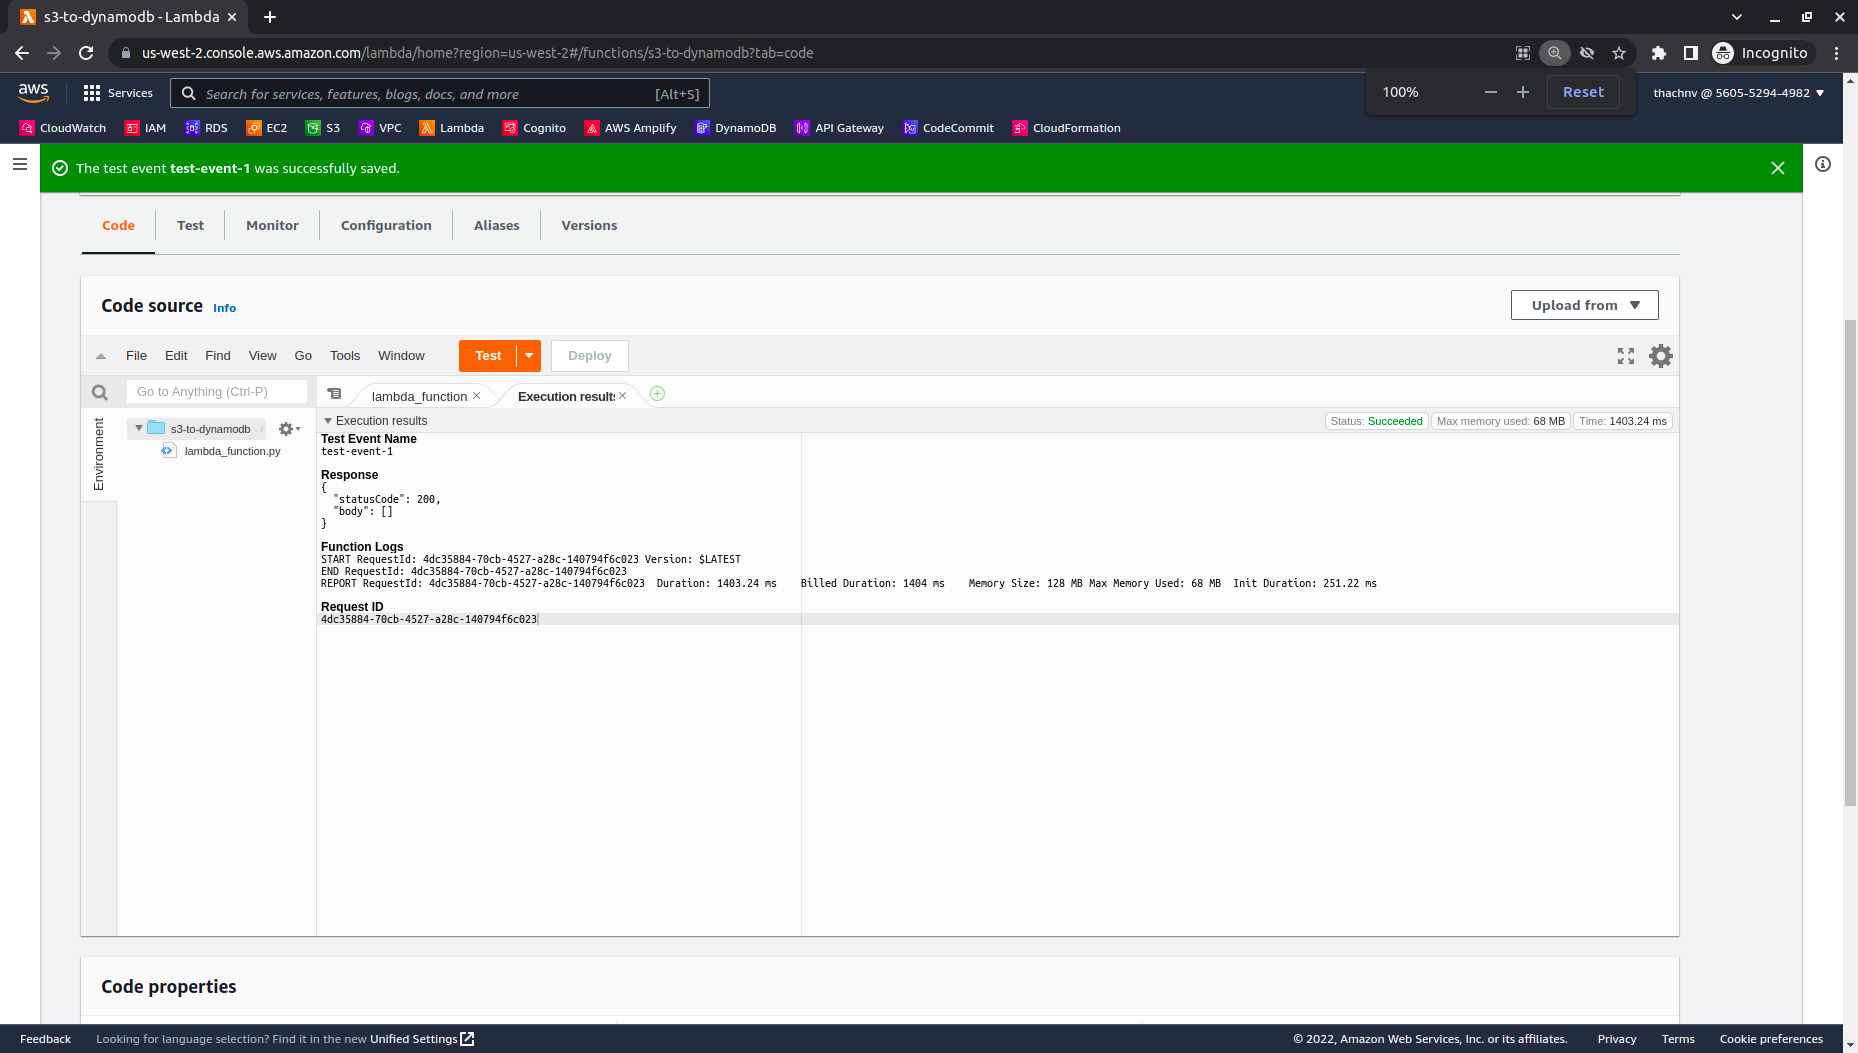 s3-to-dynamodb - Lambda
us-west-2.console.aws.amazon.com/lambda/home?region=us-west-2#/functions/s3-to-dynamodb?tab=code
Incognito
aws
Services
Search for services, features, blogs, docs, and more
[Alt+S]
100%
Reset
thachnv @ 5605-5294-4982
CloudWatch IAM RDS EC2 S3 VPC Lambda Cognito AWS Amplify DynamoDB API Gateway CodeCommit CloudFormation
The test event test-event-1 was successfully saved.
Code Test Monitor Configuration Aliases Versions
Code source Info
Upload from
File Edit Find View Go Tools Window Test Deploy
Go to Anything (Ctrl-P)
lambda_function
Execution results
Environment
s3-to-dynamodb - /
lambda_function.py
Execution results
Status: Succeeded
Max memory used: 68 MB
Time: 1403.24 ms
Test Event Name
test-event-1
Response
{
"statusCode": 200,
"body": []
}
Function Logs
START RequestId: 4dc35884-70cb-4527-a28c-140794f6c023 Version: $LATEST
END RequestId: 4dc35884-70cb-4527-a28c-140794f6c023
REPORT RequestId: 4dc35884-70cb-4527-a28c-140794f6c023 Duration: 1403.24 ms Billed Duration: 1404 ms Memory Size: 128 MB Max Memory Used: 68 MB Init Duration: 251.22 ms
Request ID
4dc35884-70cb-4527-a28c-140794f6c023
Code properties
Feedback
Looking for language selection? Find it in the new Unified Settings
© 2022, Amazon Web Services, Inc. or its affiliates.
Privacy
Terms
Cookie preferences